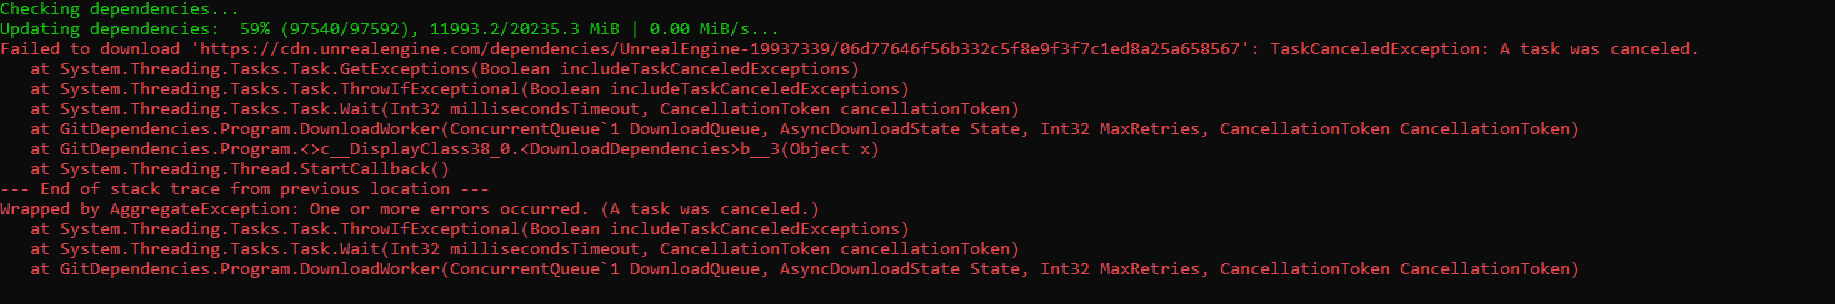 Checking dependencies...
Updating dependencies:  59% (97540/97592), 11993.2/20235.3 MiB | 0.00 MiB/s...
Failed to download 'https://cdn.unrealengine.com/dependencies/UnrealEngine-19937339/06d77646f56b332c5f8e9f3f7c1ed8a25a658567': TaskCanceledException: A task was canceled.
   at System.Threading.Tasks.Task.GetExceptions(Boolean includeTaskCanceledExceptions)
   at System.Threading.Tasks.Task.ThrowIfExceptional(Boolean includeTaskCanceledExceptions)
   at System.Threading.Tasks.Task.Wait(Int32 millisecondsTimeout, CancellationToken cancellationToken)
   at GitDependencies.Program.DownloadWorker(ConcurrentQueue`1 DownloadQueue, AsyncDownloadState State, Int32 MaxRetries, CancellationToken CancellationToken)
   at GitDependencies.Program.<>c__DisplayClass38_0.<DownloadDependencies>b__3(Object x)
   at System.Threading.Thread.StartCallback()
--- End of stack trace from previous location ---
Wrapped by AggregateException: One or more errors occurred. (A task was canceled.)
   at System.Threading.Tasks.Task.ThrowIfExceptional(Boolean includeTaskCanceledExceptions)
   at System.Threading.Tasks.Task.Wait(Int32 millisecondsTimeout, CancellationToken cancellationToken)
   at GitDependencies.Program.DownloadWorker(ConcurrentQueue`1 DownloadQueue, AsyncDownloadState State, Int32 MaxRetries, CancellationToken CancellationToken)